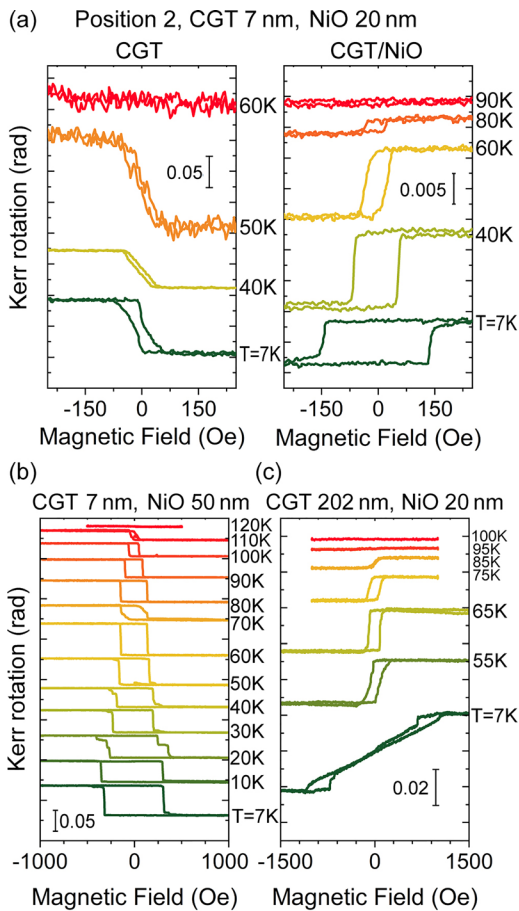 (a) Position 2, CGT 7 nm, NiO 20 nm
CGT
CGT/NiO
Kerr rotation (rad)
60K
0.05
50K
40K
T=7K
90K
80K
60K
0.005
40K
T=7K
-150 0 150
-150 0 150
Magnetic Field (Oe)
Magnetic Field (Oe)
(b)
CGT 7 nm, NiO 50 nm
Kerr rotation (rad)
120K
110K
100K
90K
80K
70K
60K
50K
40K
30K
20K
10K
T=7K
0.05
-1000 0 1000
Magnetic Field (Oe)
(c)
CGT 202 nm, NiO 20 nm
100K
95K
85K
75K
65K
55K
T=7K
0.02
-1500 0 1500
Magnetic Field (Oe)